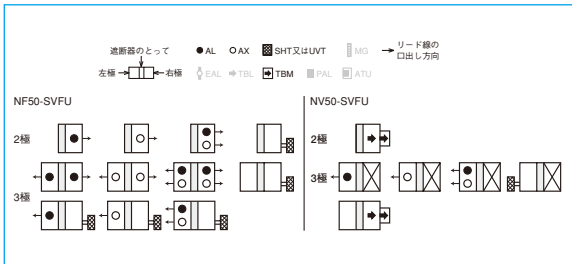 遮断器のとって
左極 右極
AL AX SHT又はUVT MG リード線の口出し方向
EAL TBL TBM PAL ATU
NF50-SVFU
2極
3極
NV50-SVFU
2極
3極